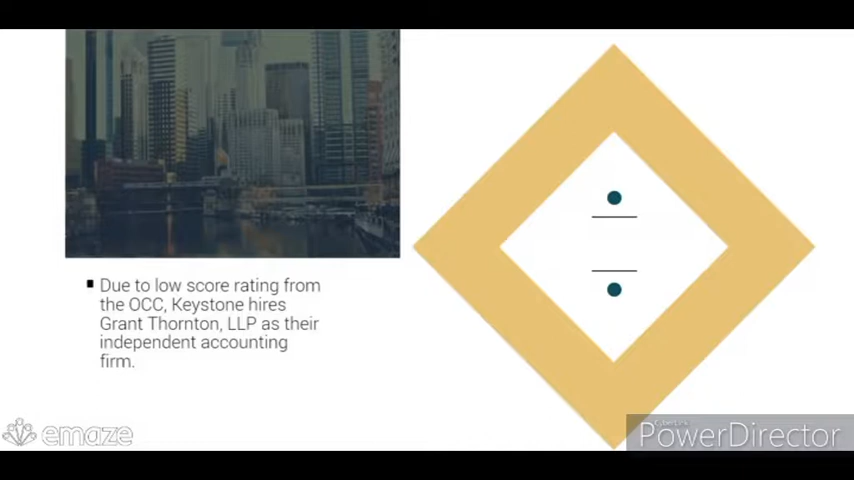 Due to low score rating from
the OCC, Keystone hires
Grant Thornton, LLP as their
independent accounting
firm.
emaze
CyberLink
PowerDirector